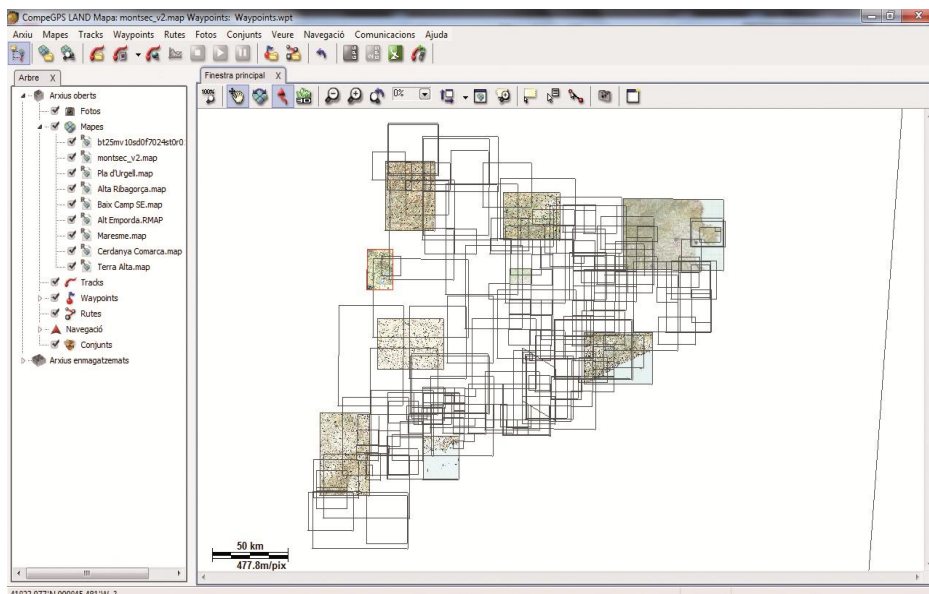 CompeGPS LAND Mapa: montsec_v2.map Waypoints: Waypoints.wpt
Arxiu Mapes Tracks Waypoints Rutes Fotos Conjunts Veure Navegació Comunicacions Ajuda
Arbre X
Finestra principal X
100%
0%
Arxius oberts
Fotos
Mapes
bt25mv10sd0f7024st0r0
montsec_v2.map
Pla d'Urgell.map
Alta Ribagorça.map
Baix Camp SE.map
Alt Emporda.RMAP
Maresme.map
Cerdanya Comarca.map
Terra Alta.map
Tracks
Waypoints
Rutes
Navegació
Conjunts
Arxius enmagatzemats
50 km
477.8m/pix